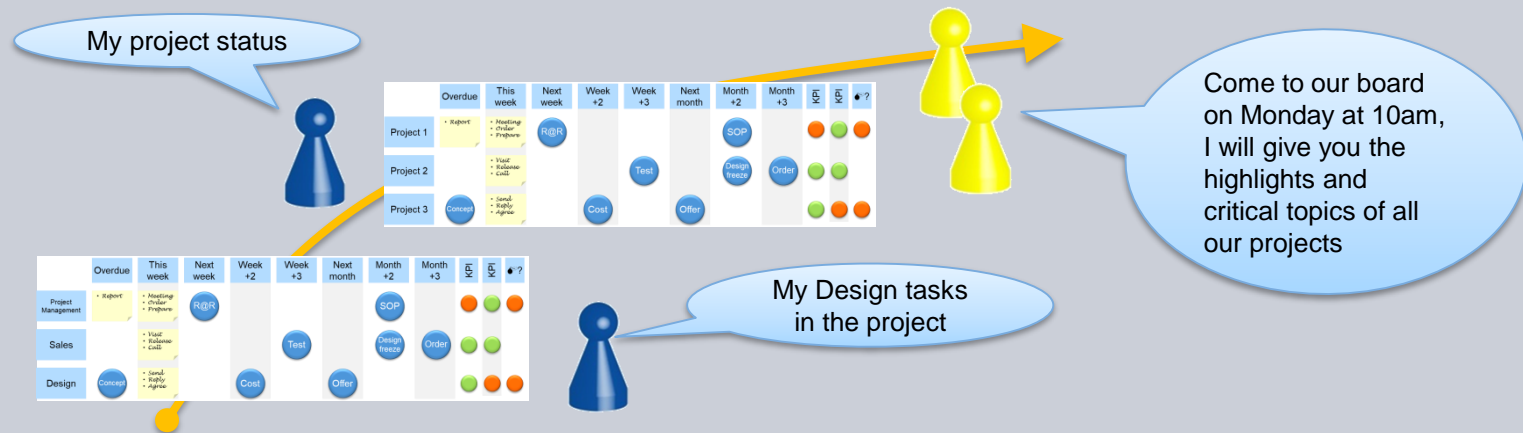 My project status
Come to our board
on Monday at 10am,
I will give you the
highlights and
critical topics of all
our projects
Overdue This week Next week Week +2 Week +3 Next month Month +2 Month +3 KPI KPI ?
Project 1
• Report
• Meeting
• Order
• Prepare
R@R
SOP
Project 2
• Visit
• Release
• Call
Test
Design freeze
Order
Project 3
Concept
• Send
• Reply
• Agree
Cost
Offer
Overdue This week Next week Week +2 Week +3 Next month Month +2 Month +3 KPI KPI ?
Project Management
• Report
• Meeting
• Order
• Prepare
R@R
SOP
Sales
• Visit
• Release
• Call
Test
Design freeze
Order
Design
Concept
• Send
• Reply
• Agree
Cost
Offer
My Design tasks
in the project